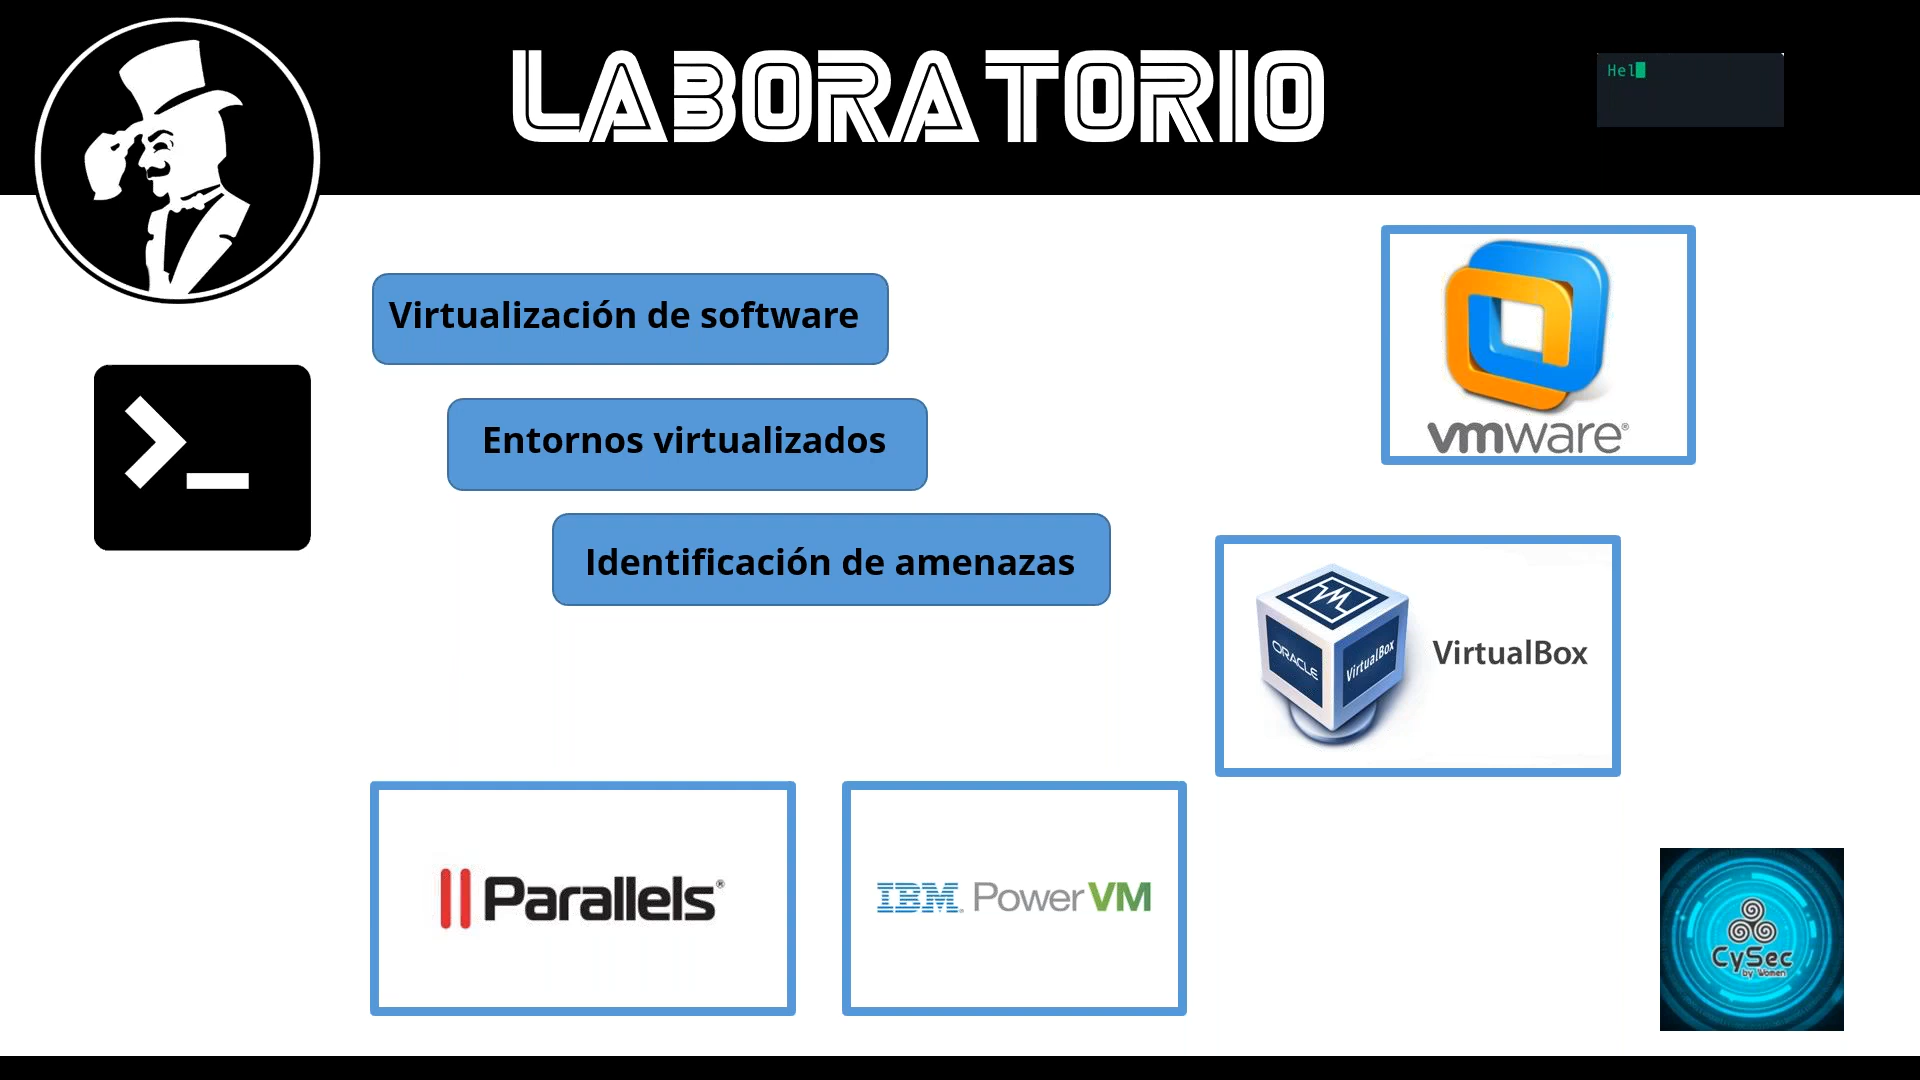 LABORATORIO
Hel
Virtualización de software
Entornos virtualizados
Identificación de amenazas
vmware®
ORACLE
VirtualBox
VirtualBox
Parallels®
IBM. PowerVM
CySec
by Women